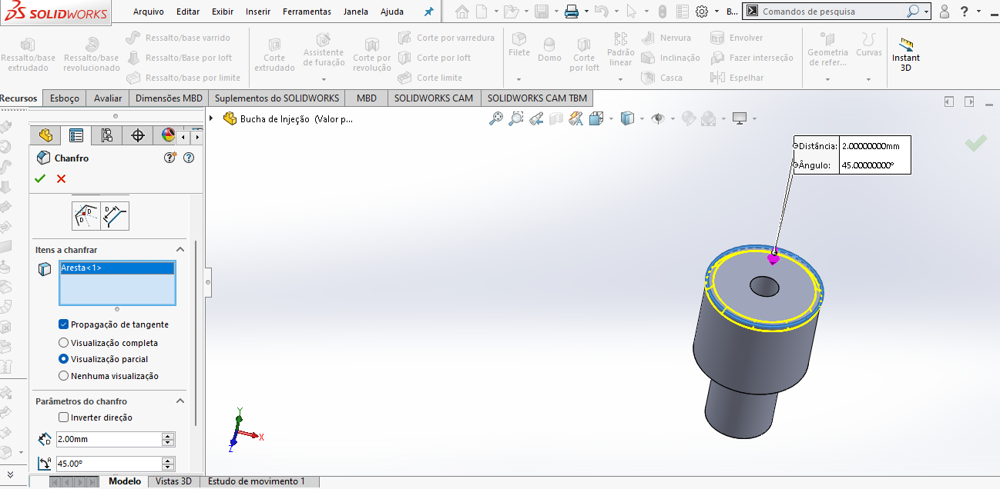 SOLIDWORKS
Arquivo Editar Exibir Inserir Ferramentas Janela Ajuda
B...
Comandos de pesquisa
?
Ressalto/base extrudado
Ressalto/base revolucionado
Ressalto/base varrido
Ressalto/Base por loft
Ressalto/base por limite
Corte extrudado
Assistente de furação
Corte por revolução
Corte por varredura
Corte por loft
Corte limite
Filete
Domo
Corte por loft
Padrão linear
Nervura
Inclinação
Casca
Envolver
Fazer interseção
Espelhar
Geometria de refer...
Curvas
Instant 3D
Recursos Esboço Avaliar Dimensões MBD Suplementos do SOLIDWORKS MBD SOLIDWORKS CAM SOLIDWORKS CAM TBM
Bucha de Injeção (Valor p...
Chanfro
Distância: 2.00000000mm
Ângulo: 45.00000000º
D D D
Itens a chanfrar
Aresta<1>
Propagação de tangente
Visualização completa
Visualização parcial
Nenhuma visualização
Parâmetros do chanfro
Inverter direção
D 2.00mm
A 45.00º
Y
X
Z
Modelo Vistas 3D Estudo de movimento 1